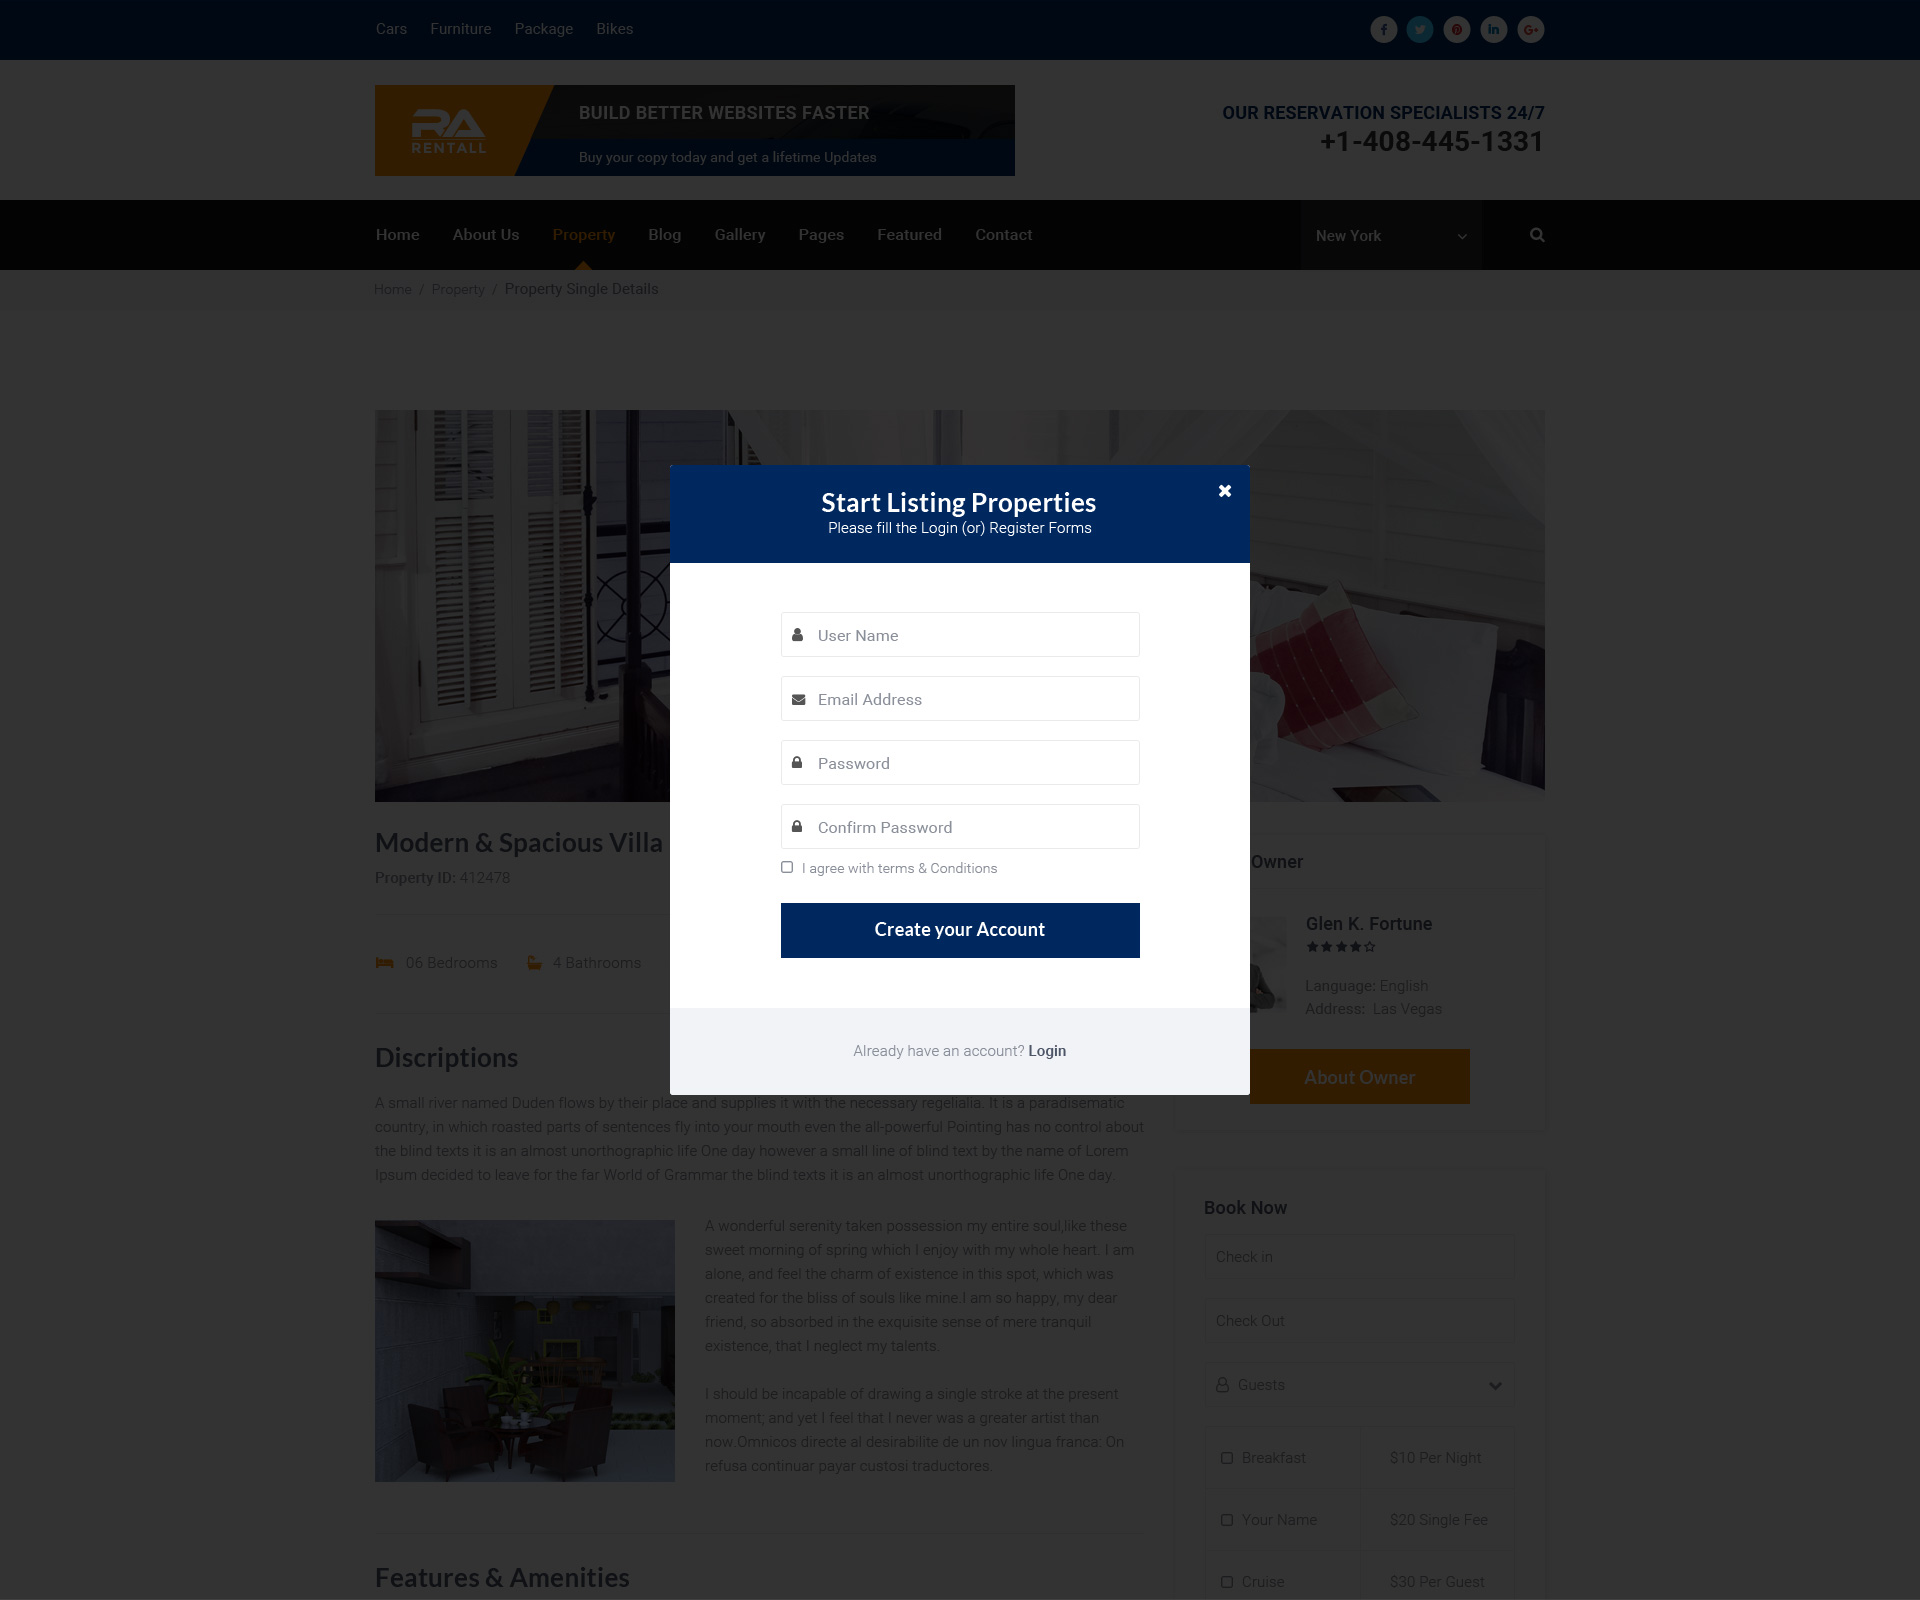 Cars Furniture Package Bikes
RA
RENTALL
BUILD BETTER WEBSITES FASTER
Buy your copy today and get a lifetime Updates
OUR RESERVATION SPECIALISTS 24/7
+1-408-445-1331
Home About Us Property Blog Gallery Pages Featured Contact
New York
Home / Property / Property Single Details
Start Listing Properties
Please fill the Login (or) Register Forms
User Name
Email Address
Password
Confirm Password
I agree with terms & Conditions
Create your Account
Already have an account? Login
Modern & Spacious Villa
Property ID: 412478
06 Bedrooms 4 Bathrooms
Discriptions
A small river named Duden flows by their place and supplies it with the necessary regelialia. It is a paradisematic
country, in which roasted parts of sentences fly into your mouth even the all-powerful Pointing has no control about
the blind texts it is an almost unorthographic life One day however a small line of blind text by the name of Lorem
Ipsum decided to leave for the far World of Grammar the blind texts it is an almost unorthographic life One day.
A wonderful serenity taken possession my entire soul,like these
sweet morning of spring which I enjoy with my whole heart. I am
alone, and feel the charm of existence in this spot, which was
created for the bliss of souls like mine.I am so happy, my dear
friend, so absorbed in the exquisite sense of mere tranquil
existence, that I neglect my talents.
I should be incapable of drawing a single stroke at the present
moment; and yet I feel that I never was a greater artist than
now.Omnicos directe al desirabilite de un nov lingua franca: On
refusa continuar payar custosi traductores.
Features & Amenities
Owner
Glen K. Fortune
Language: English
Address: Las Vegas
About Owner
Book Now
Check in
Check Out
Guests
Breakfast $10 Per Night
Your Name $20 Single Fee
Cruise $30 Per Guest